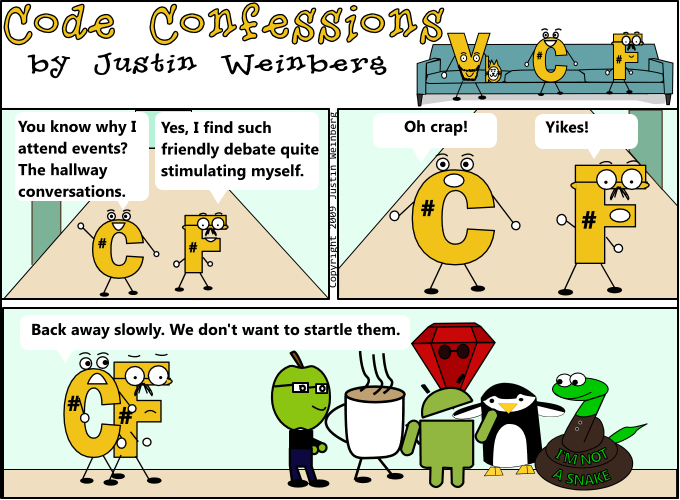 Code Confessions
by Justin Weinberg
V
b
#C
#F
You know why I
attend events?
The hallway
conversations.
Yes, I find such
friendly debate quite
stimulating myself.
#C
#F
Copyright 2009 Justin Weinberg
Oh crap!
Yikes!
#C
#F
Back away slowly. We don't want to startle them.
#C
#F
I'M NOT
A SNAKE